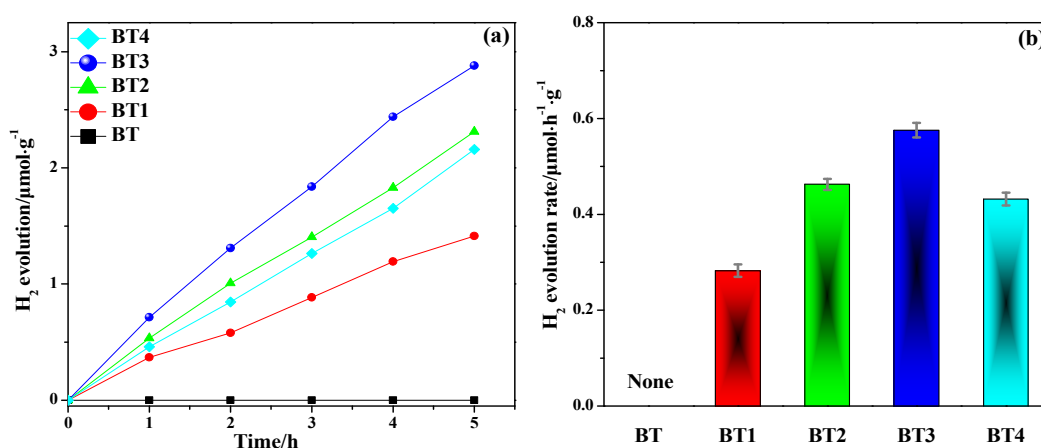 (a)
BT4
BT3
BT2
BT1
BT
3
2
1
0
0 1 2 3 4 5
Time/h
H₂ evolution/μmol·g⁻¹
(b)
0.8
0.6
0.4
0.2
0.0
None
BT BT1 BT2 BT3 BT4
H₂ evolution rate/μmol·h⁻¹·g⁻¹